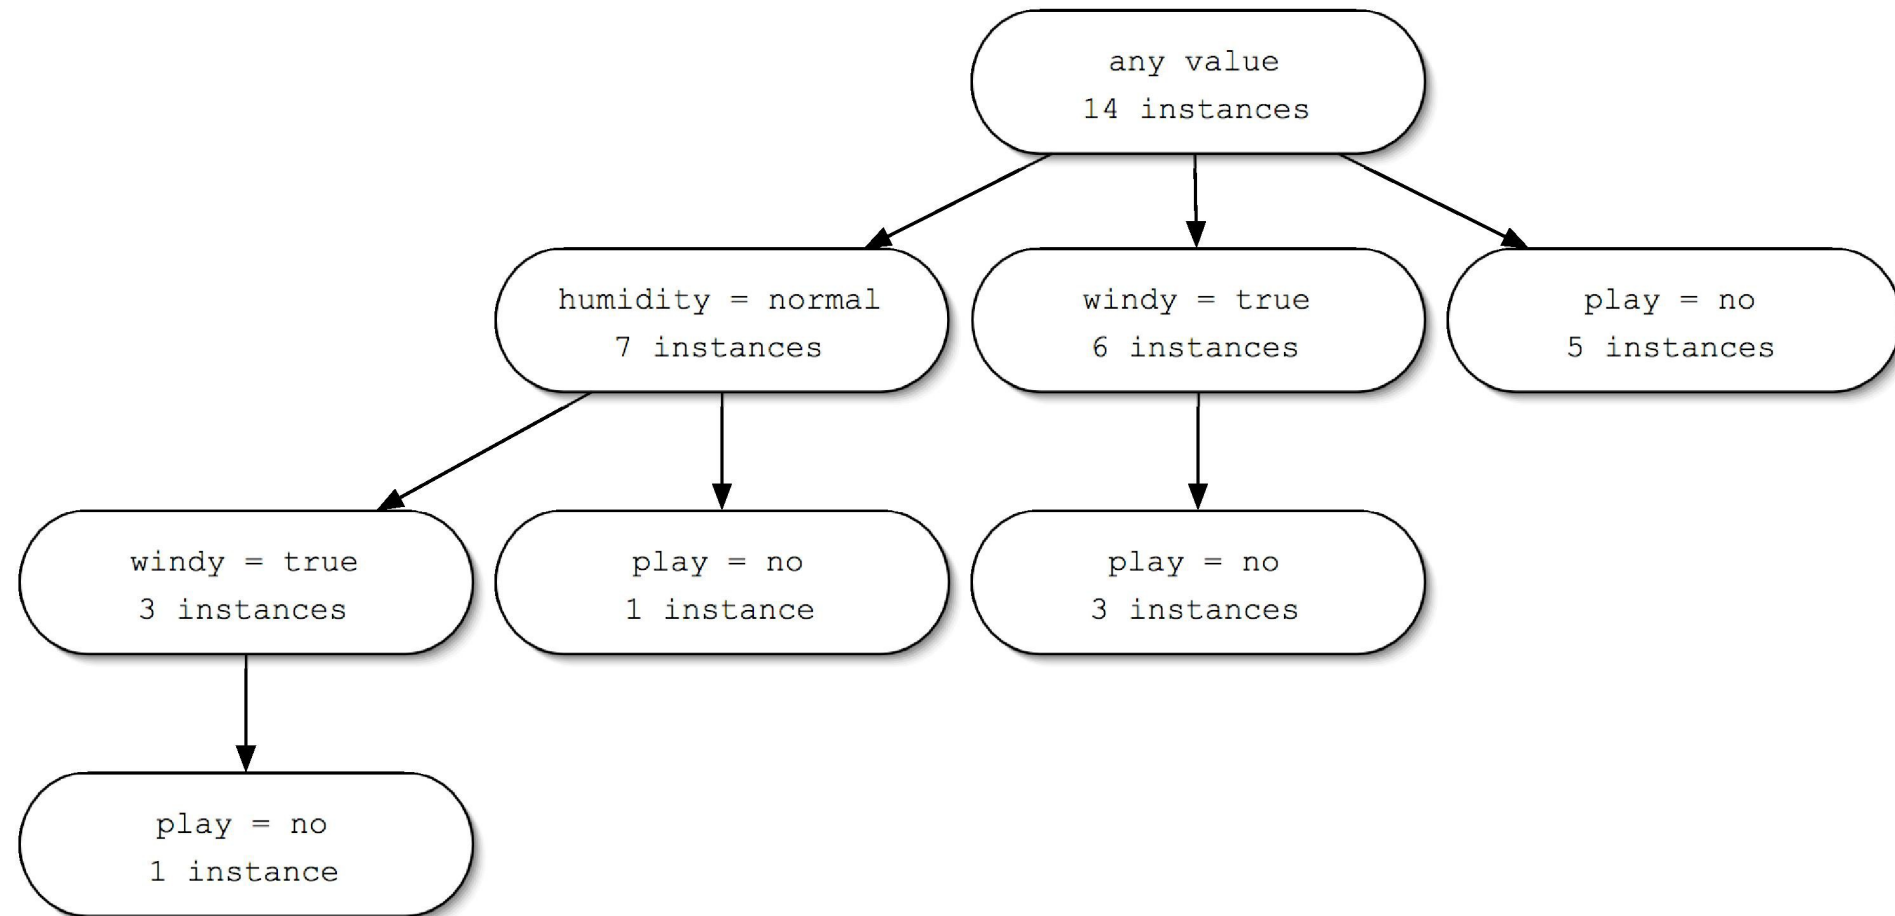 any value
14 instances
humidity = normal
7 instances
windy = true
6 instances
play = no
5 instances
windy = true
3 instances
play = no
1 instance
play = no
3 instances
play = no
1 instance